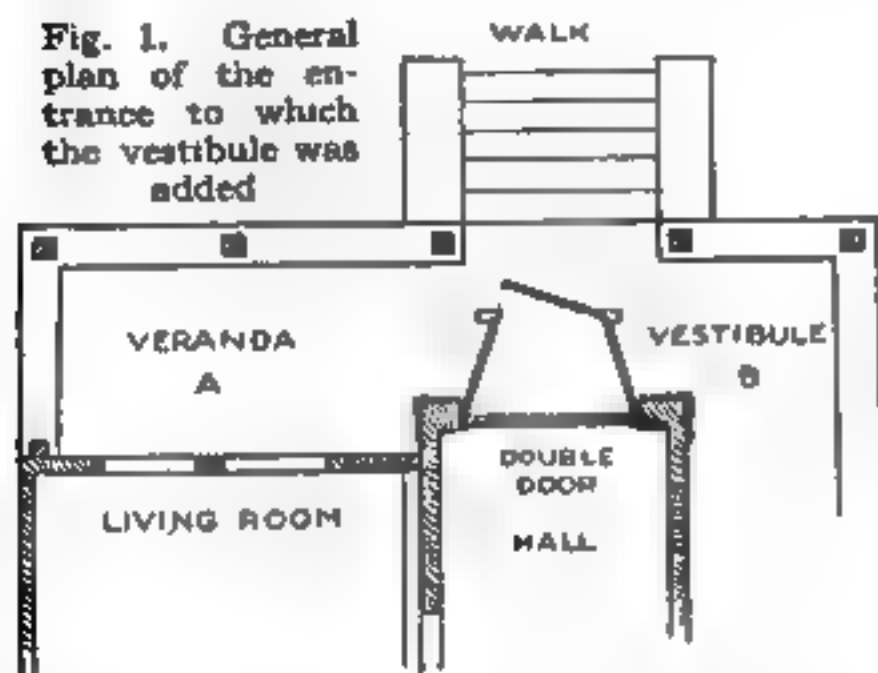 Fig. 1. General
plan of the en-
trance to which
the vestibule was
added
WALK
VERANDA
A
VESTIBULE
B
LIVING ROOM
DOUBLE
DOOR
HALL